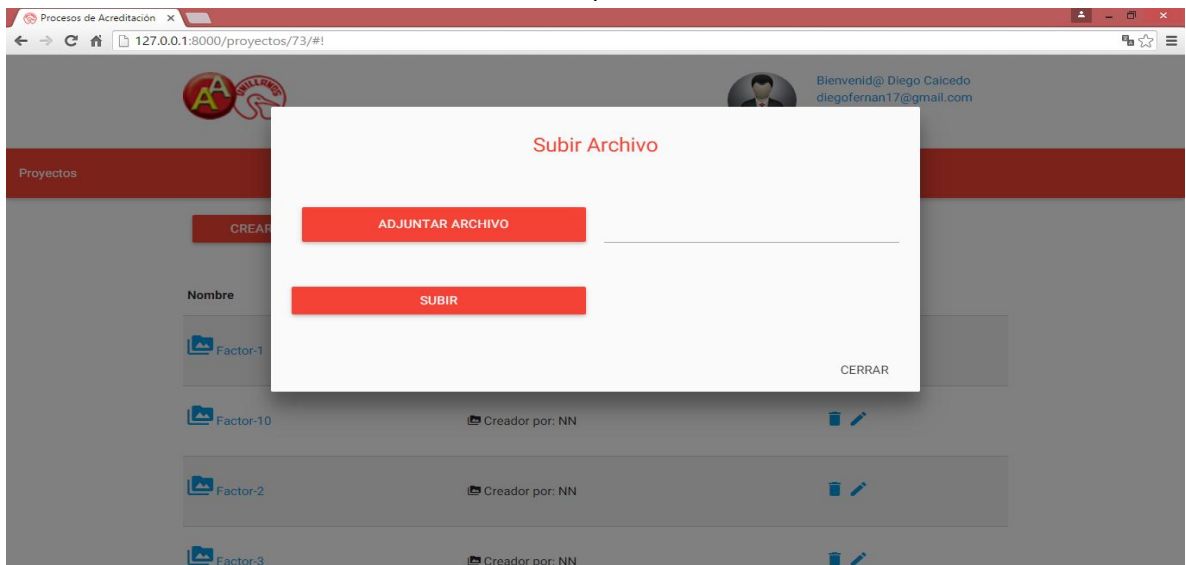 Procesos de Acreditación
127.0.0.1:8000/proyectos/73/#!
AA
UNILLANOS
Bienvenid@ Diego Caicedo
diegofernan17@gmail.com
Subir Archivo
Proyectos
ADJUNTAR ARCHIVO
CREAR
SUBIR
Nombre
Factor-1
CERRAR
Factor-10 Creador por: NN
Factor-2 Creador por: NN
Factor-3 Creador por: NN